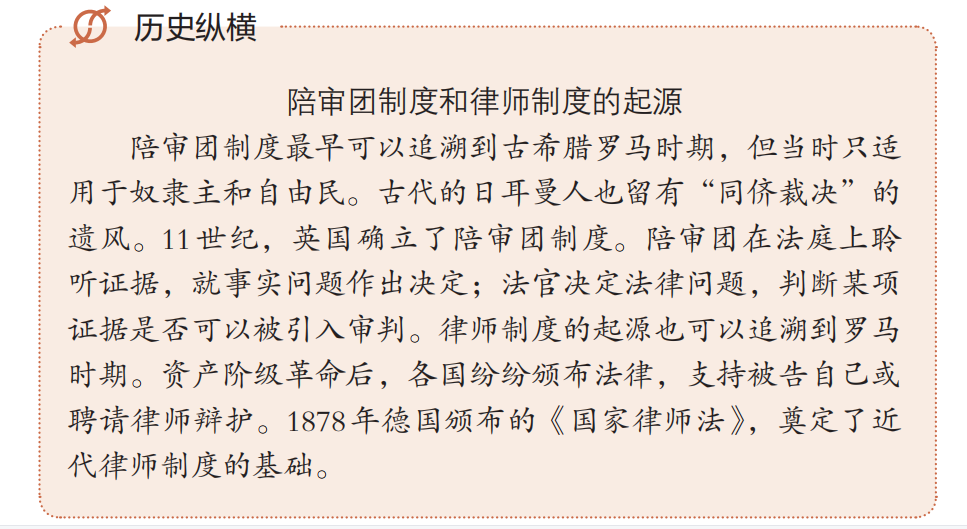 历史纵横
陪审团制度和律师制度的起源
陪审团制度最早可以追溯到古希腊罗马时期，但当时只适
用于奴隶主和自由民。古代的日耳曼人也留有“同侪裁决”的
遗风。11世纪，英国确立了陪审团制度。陪审团在法庭上聆
听证据，就事实问题作出决定；法官决定法律问题，判断某项
证据是否可以被引入审判。律师制度的起源也可以追溯到罗马
时期。资产阶级革命后，各国纷纷颁布法律，支持被告自己或
聘请律师辩护。1878年德国颁布的《国家律师法》，奠定了近
代律师制度的基础。